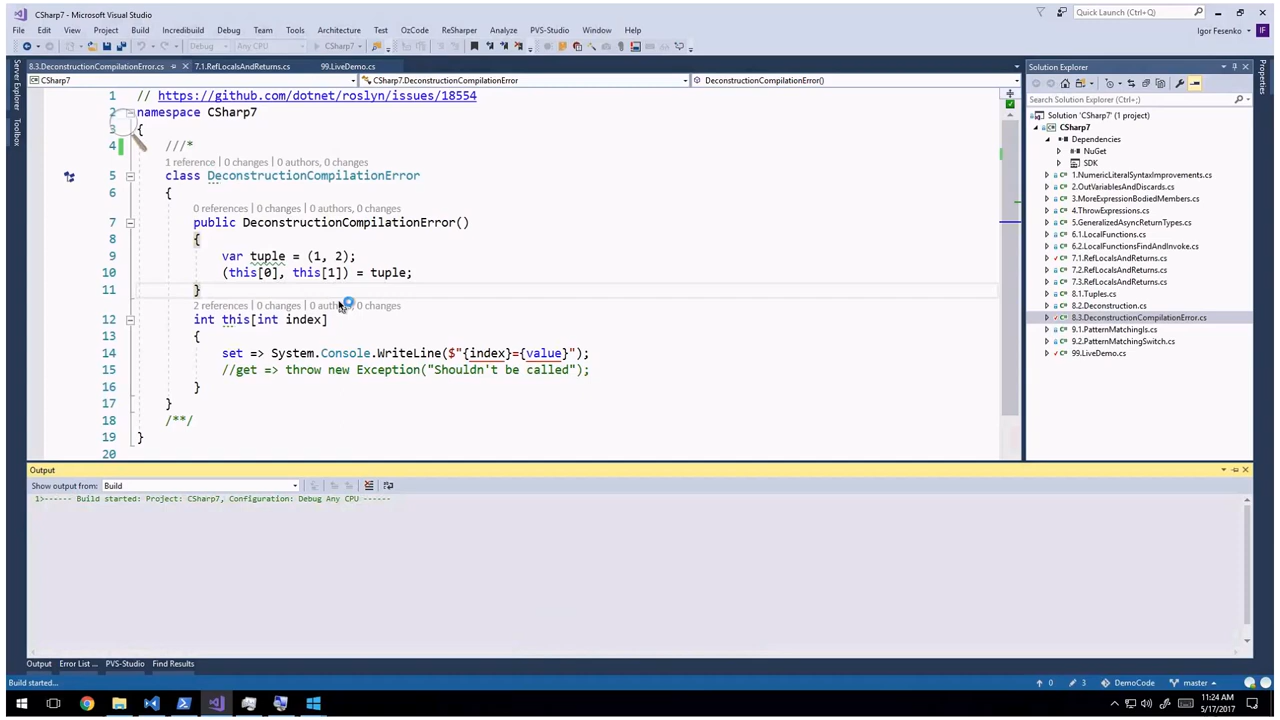 CSharp7 - Microsoft Visual Studio
Quick Launch (Ctrl+Q)
File Edit View Project Build Incredibuild Debug Team Tools Architecture Test OzCode ReSharper Analyze PVS-Studio Window Help
Igor Fesenko IF
Debug Any CPU CSharp7
8.3.DeconstructionCompilationError.cs 7.1.RefLocalsAndReturns.cs 99.LiveDemo.cs
CSharp7 CSharp7.DeconstructionCompilationError DeconstructionCompilationError()
Server Explorer
Toolbox
1 // https://github.com/dotnet/roslyn/issues/18554
2 namespace CSharp7
3 {
4 ///*
1 reference | 0 changes | 0 authors, 0 changes
5 class DeconstructionCompilationError
6 {
0 references | 0 changes | 0 authors, 0 changes
7 public DeconstructionCompilationError()
8 {
9 var tuple = (1, 2);
10 (this[0], this[1]) = tuple;
11 }
2 references | 0 changes | 0 authors, 0 changes
12 int this[int index]
13 {
14 set => System.Console.WriteLine($"{index}={value}");
15 //get => throw new Exception("Shouldn't be called");
16 }
17 }
18 /**/
19 }
20
Solution Explorer
Search Solution Explorer (Ctrl+;)
Solution 'CSharp7' (1 project)
CSharp7
Dependencies
NuGet
SDK
1.NumericLiteralSyntaxImprovements.cs
2.OutVariablesAndDiscards.cs
3.MoreExpressionBodiedMembers.cs
4.ThrowExpressions.cs
5.GeneralizedAsyncReturnTypes.cs
6.1.LocalFunctions.cs
6.2.LocalFunctionsFindAndInvoke.cs
7.1.RefLocalsAndReturns.cs
7.2.RefLocalsAndReturns.cs
7.3.RefLocalsAndReturns.cs
8.1.Tuples.cs
8.2.Deconstruction.cs
8.3.DeconstructionCompilationError.cs
9.1.PatternMatchingIs.cs
9.2.PatternMatchingSwitch.cs
99.LiveDemo.cs
Properties
Output
Show output from: Build
1>------ Build started: Project: CSharp7, Configuration: Debug Any CPU ------
Output Error List ... PVS-Studio Find Results
Build started... 0 3 DemoCode master
11:24 AM
5/17/2017